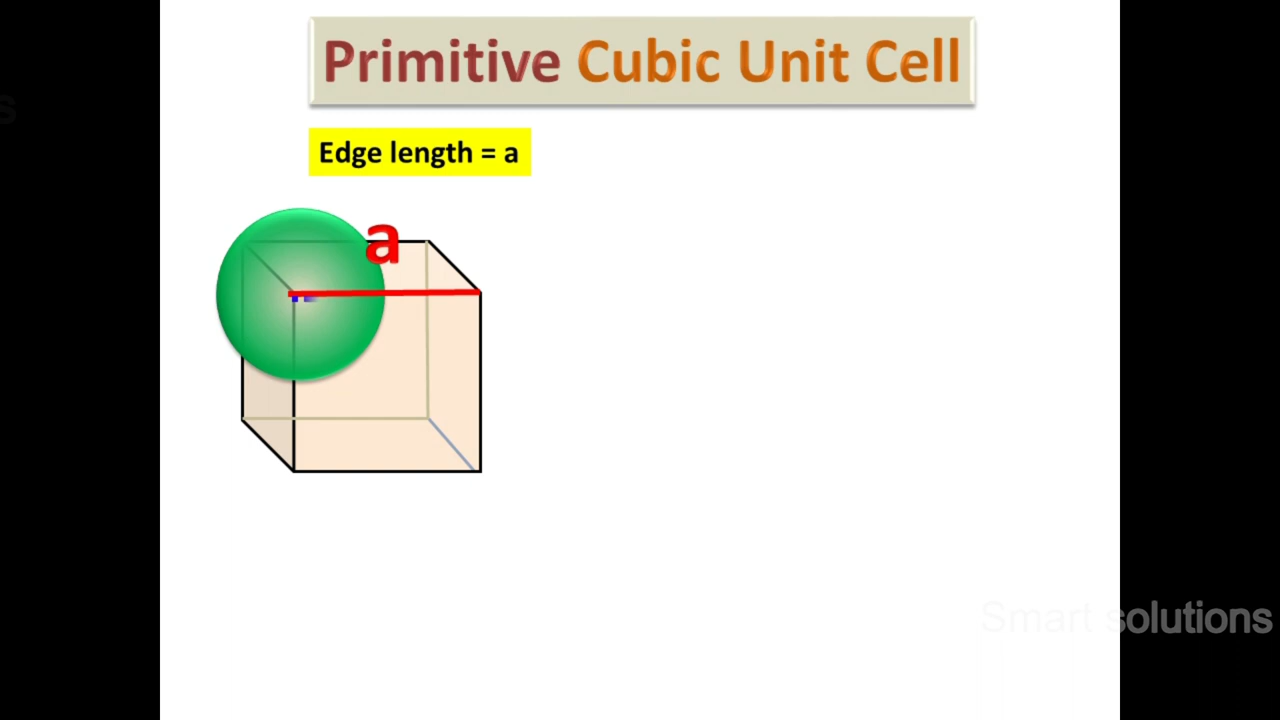 Primitive Cubic Unit Cell
Edge length = a
a
Smart solutions